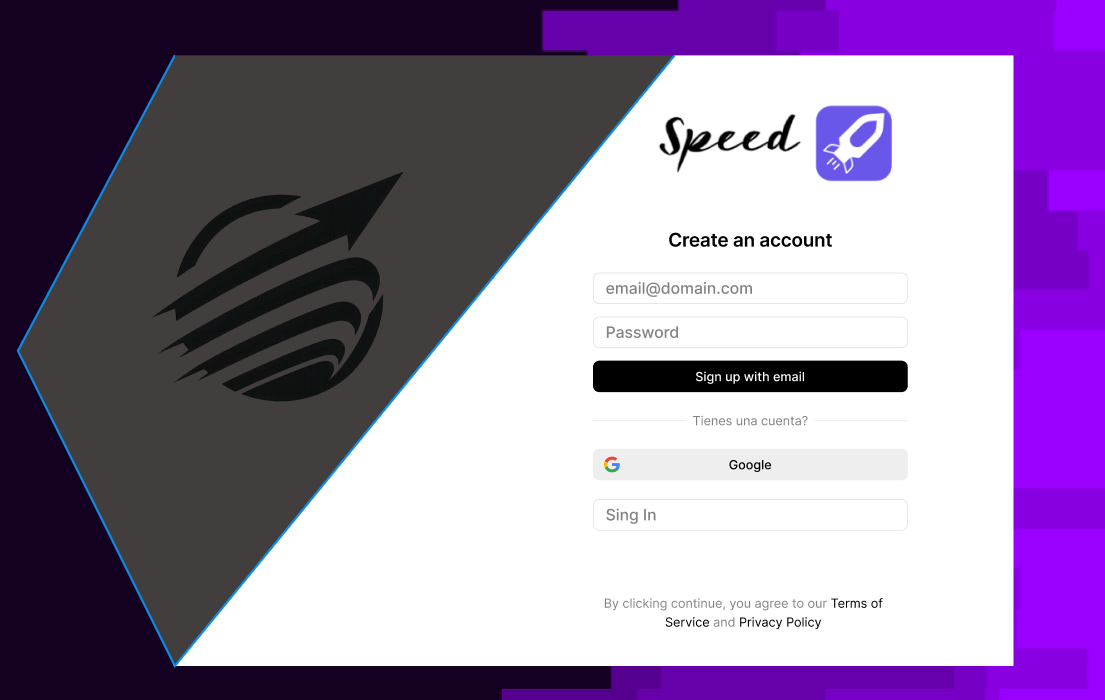 Speed
Create an account
email@domain.com
Password
Sign up with email
Tienes una cuenta?
Google
Sing In
By clicking continue, you agree to our Terms of
Service and Privacy Policy